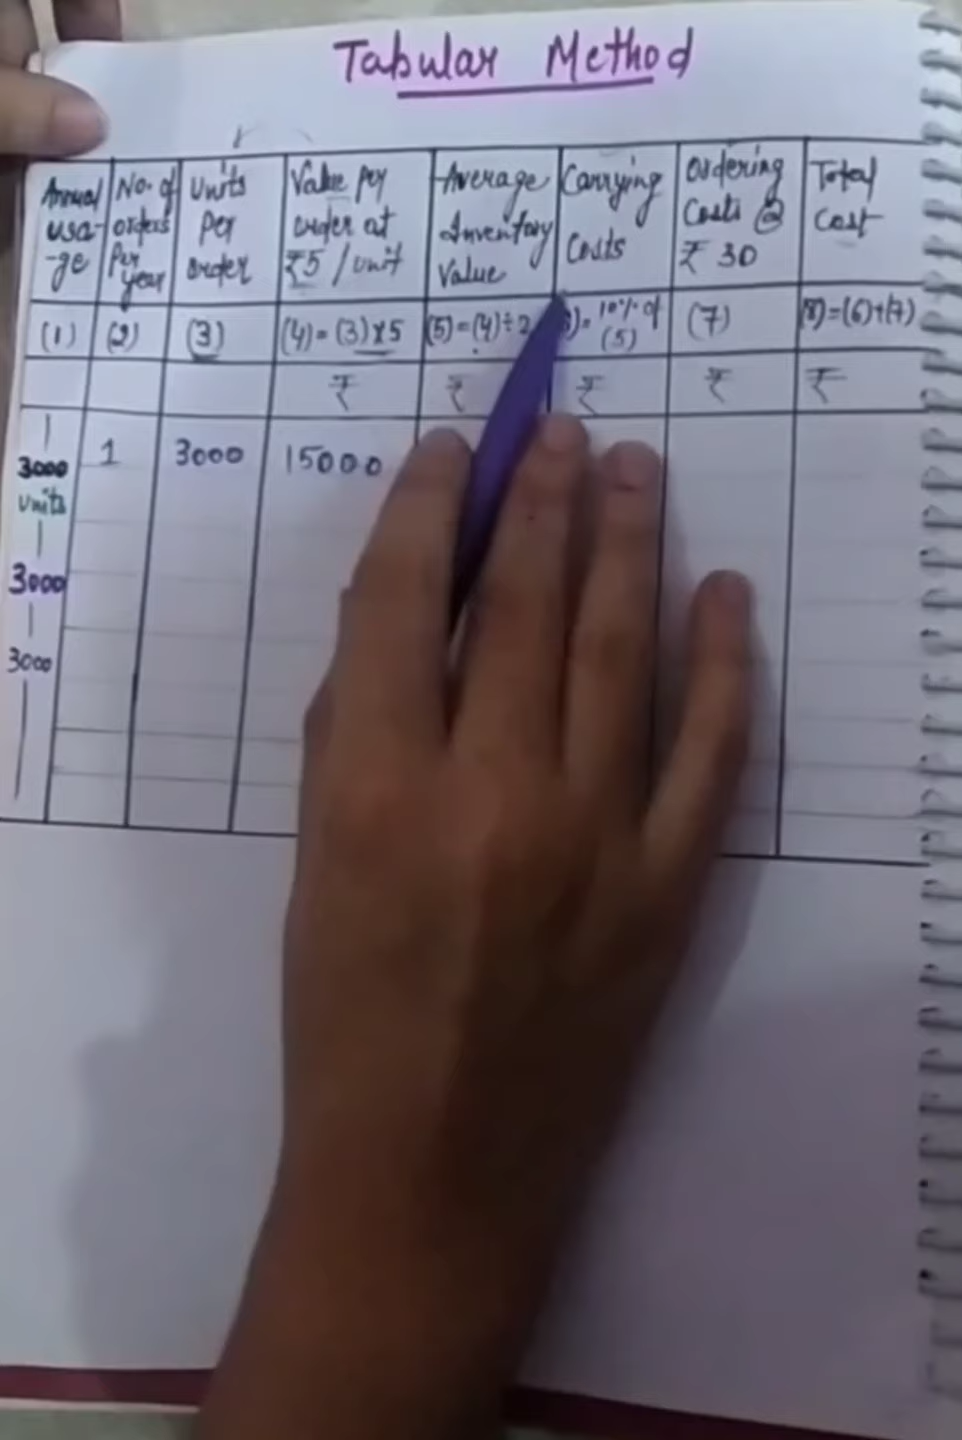 Tabular Method
Annual usa-ge
No. of orders Per year
Units Per order
Value per order at ₹5 /unit
Average Inventory Value
Carrying Costs
Ordering Costs @ ₹ 30
Total Cost
(1)
(2)
(3)
(4) = (3) x 5
(5) = (4) ÷ 2
= 10% of (5)
(7)
(8) = (6) + (7)
₹
₹
₹
₹
₹
3000 units
1
3000
15000
3000
3000